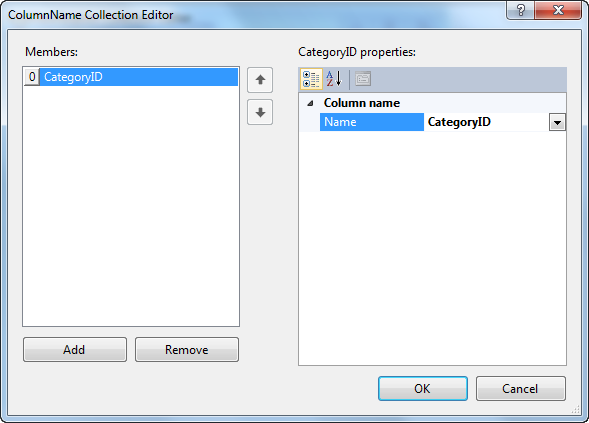 ColumnName Collection Editor
Members:
0 CategoryID
Add
Remove
CategoryID properties:
A
Z
Column name
Name CategoryID
OK
Cancel